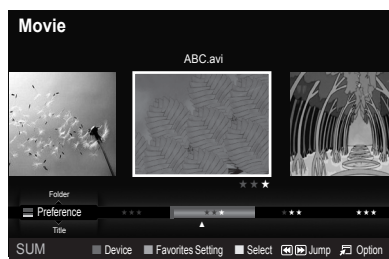 Movie
ABC.avi
Folder
Preference
Title
SUM Device Favorites Setting Select Jump Option